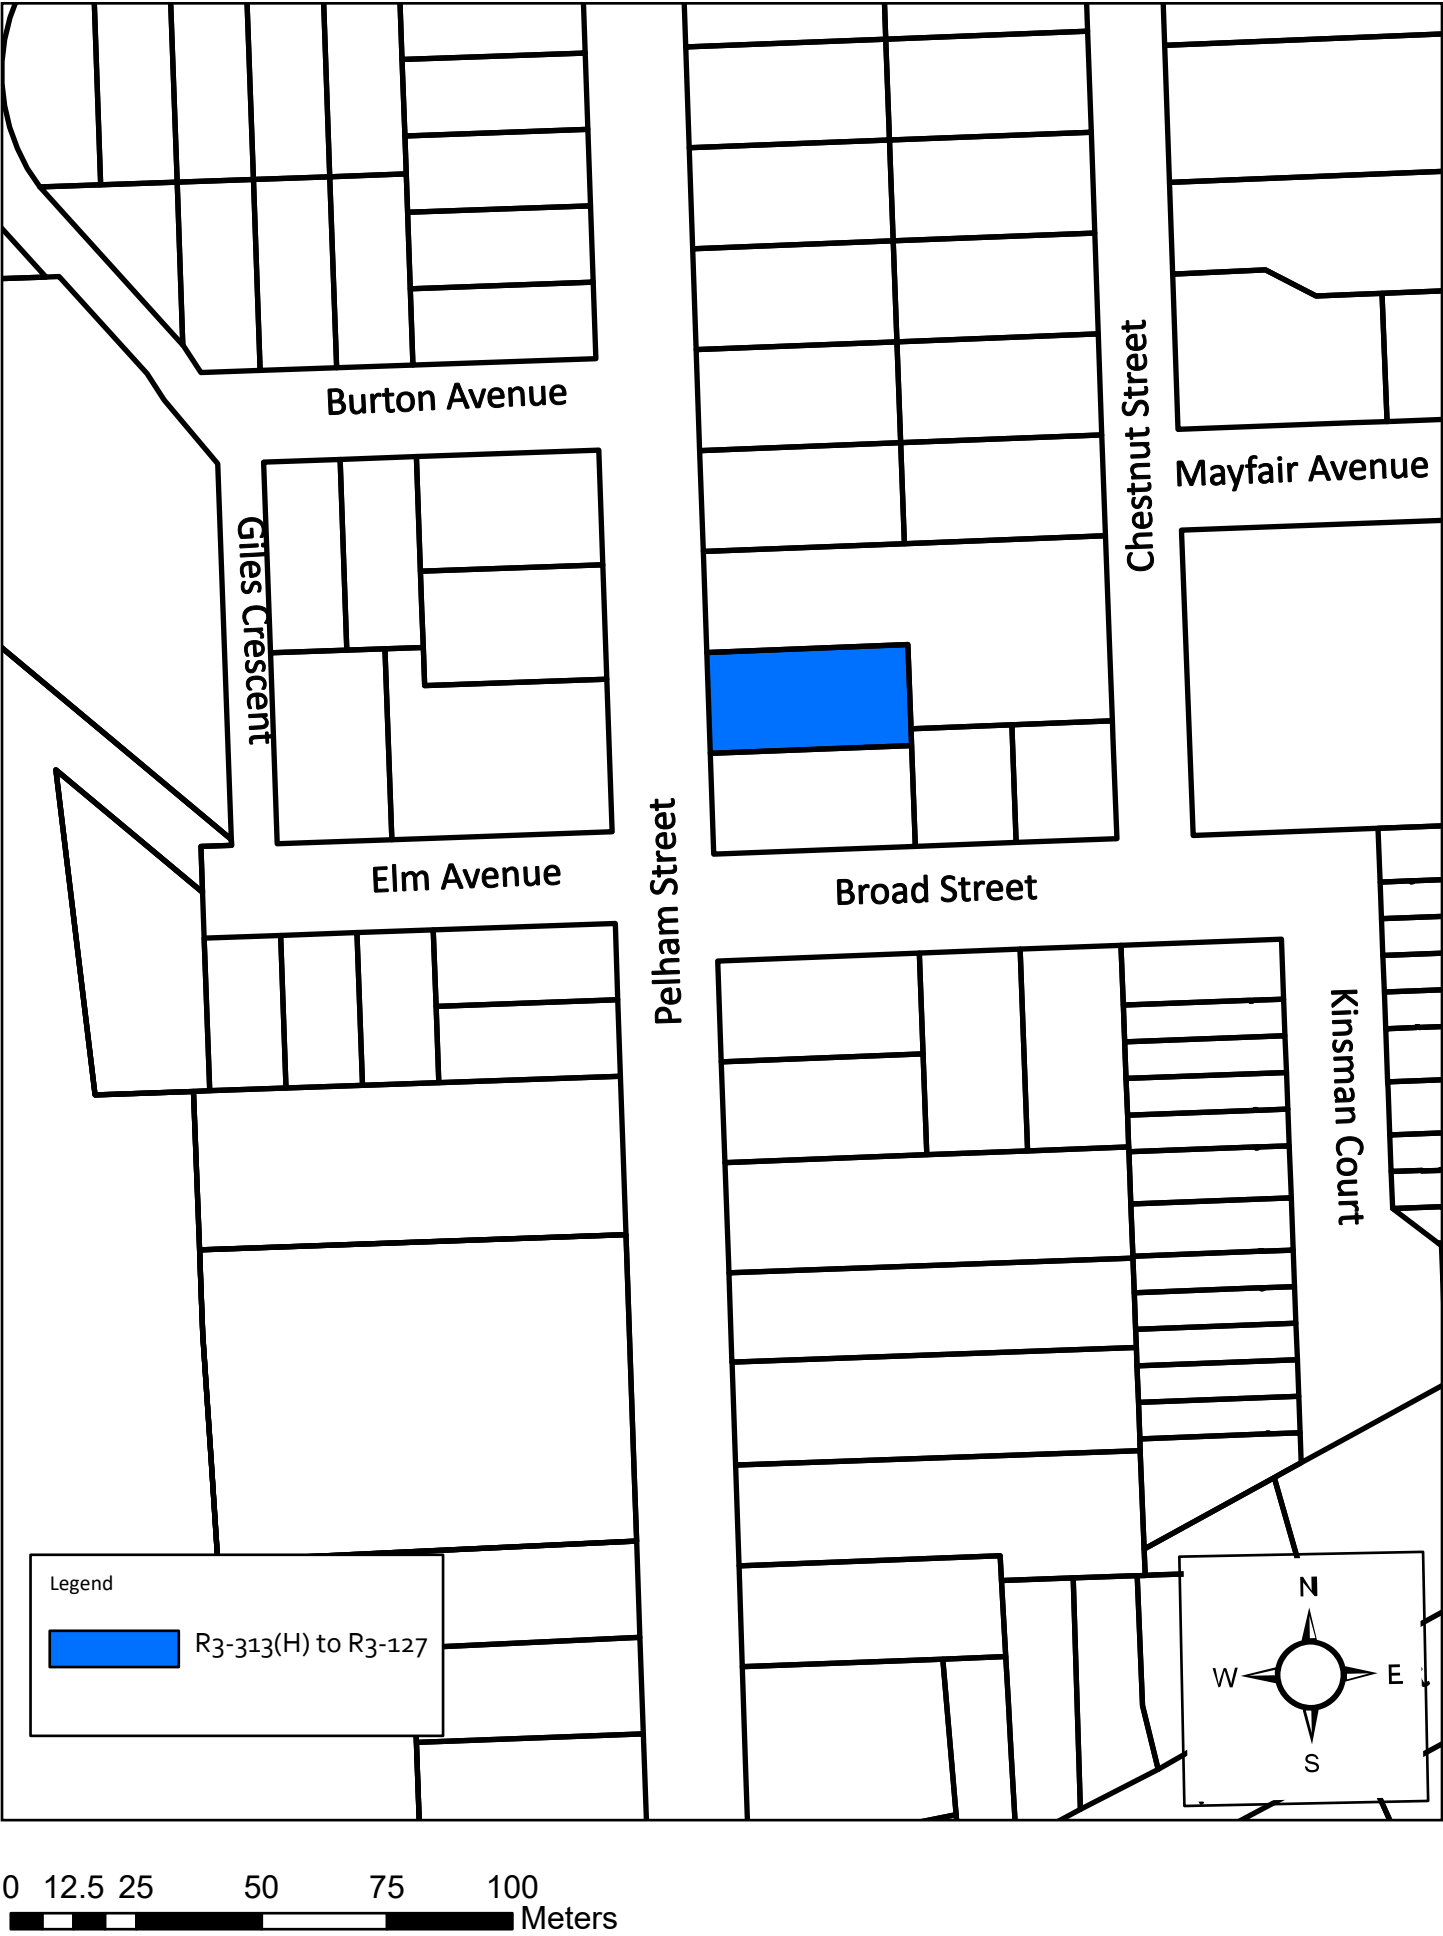 Burton Avenue
Chestnut Street
Mayfair Avenue
Giles Crescent
Elm Avenue
Pelham Street
Broad Street
Kinsman Court
Legend
R3-313(H) to R3-127
N
W E
S
0 12.5 25 50 75 100
Meters